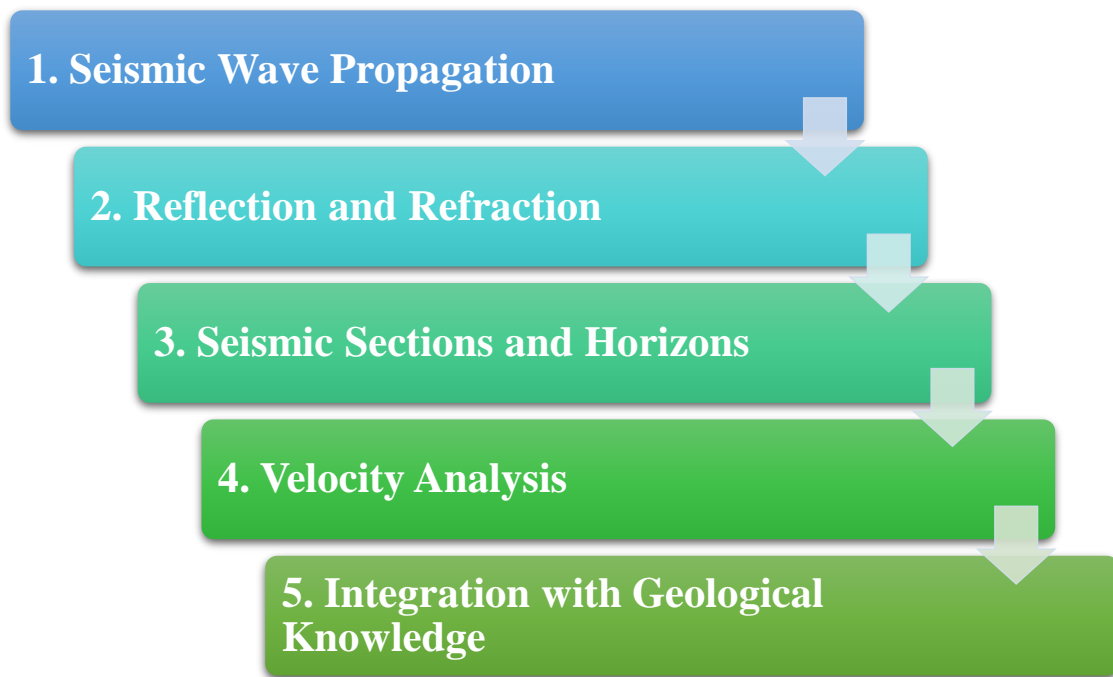 1. Seismic Wave Propagation
2. Reflection and Refraction
3. Seismic Sections and Horizons
4. Velocity Analysis
5. Integration with Geological
Knowledge